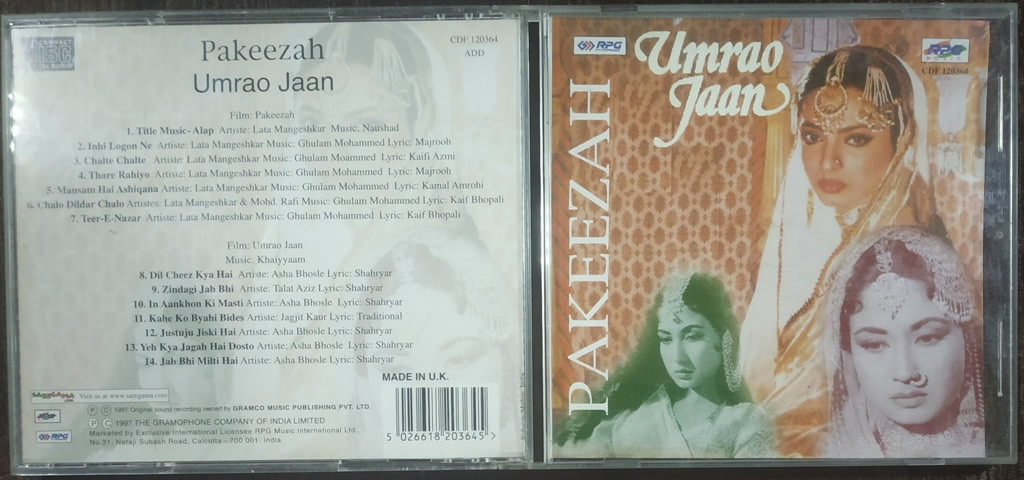 COMPACT
disc
DIGITAL AUDIO
Pakeezah
Umrao Jaan
CDF 120364
ADD
Film: Pakeezah
1. Title Music- Alap Artiste: Lata Mangeshkar Music: Naushad
2. Inhi Logon Ne Artiste: Lata Mangeshkar Music: Ghulam Mohammed Lyric: Majrooh
3. Chalte Chalte Artiste: Lata Mangeshkar Music: Ghulam Moammed Lyric: Kaifi Azmi
4. Thare Rahiyo Artiste: Lata Mangeshkar Music: Ghulam Mohammed Lyric: Majrooh
5. Mausam Hai Ashiqana Artiste: Lata Mangeshkar Music: Ghulam Mohammed Lyric: Kamal Amrohi
6. Chalo Dildar Chalo Artistes: Lata Mangeshkar & Mohd. Rafi Music: Ghulam Mohammed Lyric: Kaif Bhopali
7. Teer-E-Nazar Artiste: Lata Mangeshkar Music: Ghulam Mohammed Lyric: Kaif Bhopali
Film: Umrao Jaan
Music: Khaiyyaam
8. Dil Cheez Kya Hai Artiste: Asha Bhosle Lyric: Shahryar
9. Zindagi Jab Bhi Artiste: Talat Aziz Lyric: Shahryar
10. In Aankhon Ki Masti Artiste: Asha Bhosle Lyric: Shahryar
11. Kahe Ko Byahi Bides Artiste: Jagjit Kaur Lyric: Traditional
12. Justuju Jiski Hai Artiste: Asha Bhosle Lyric: Shahryar
13. Yeh Kya Jagah Hai Dosto Artiste: Asha Bhosle Lyric: Shahryar
14. Jab Bhi Milti Hai Artiste: Asha Bhosle Lyric: Shahryar
MADE IN U.K.
Visit us at www.saregama.com
P C 1997 Original sound recording owned by GRAMCO MUSIC PUBLISHING PVT. LTD.
P C 1997 THE GRAMOPHONE COMPANY OF INDIA LIMITED
Marketed by Exclusive International Licensee RPG Music International Ltd.,
No.31, Netaji Subash Road, Calcutta - 700 001. India.
RPG
5 026618 203645 >
RPG
Umrao
Jaan
RPG
CDF 120364
PAKEEZAH